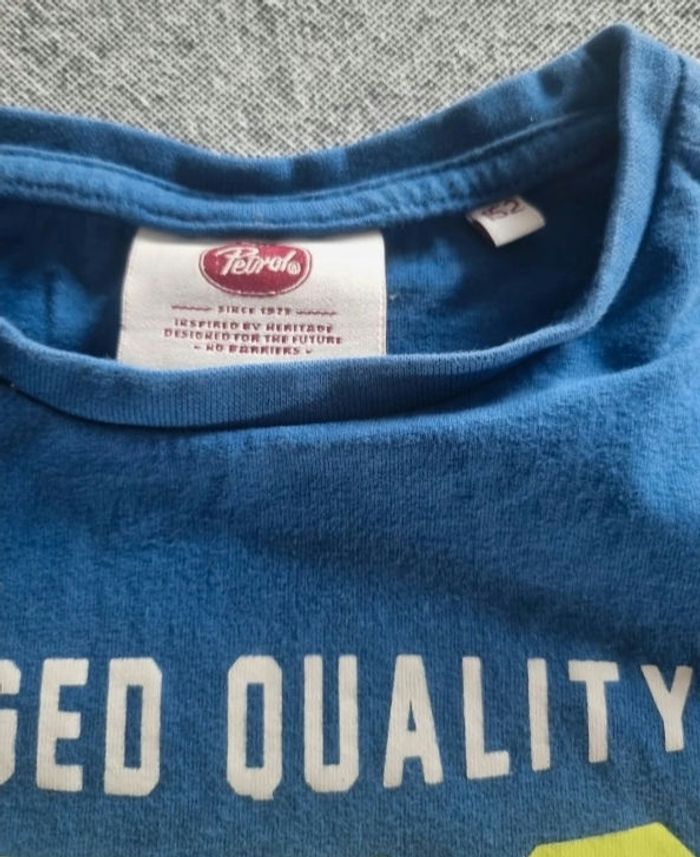 152
Petrol
SINCE 1979
INSPIRED BY HERITAGE
DESIGNED FOR THE FUTURE
- NO BARRIERS -
GED QUALITY